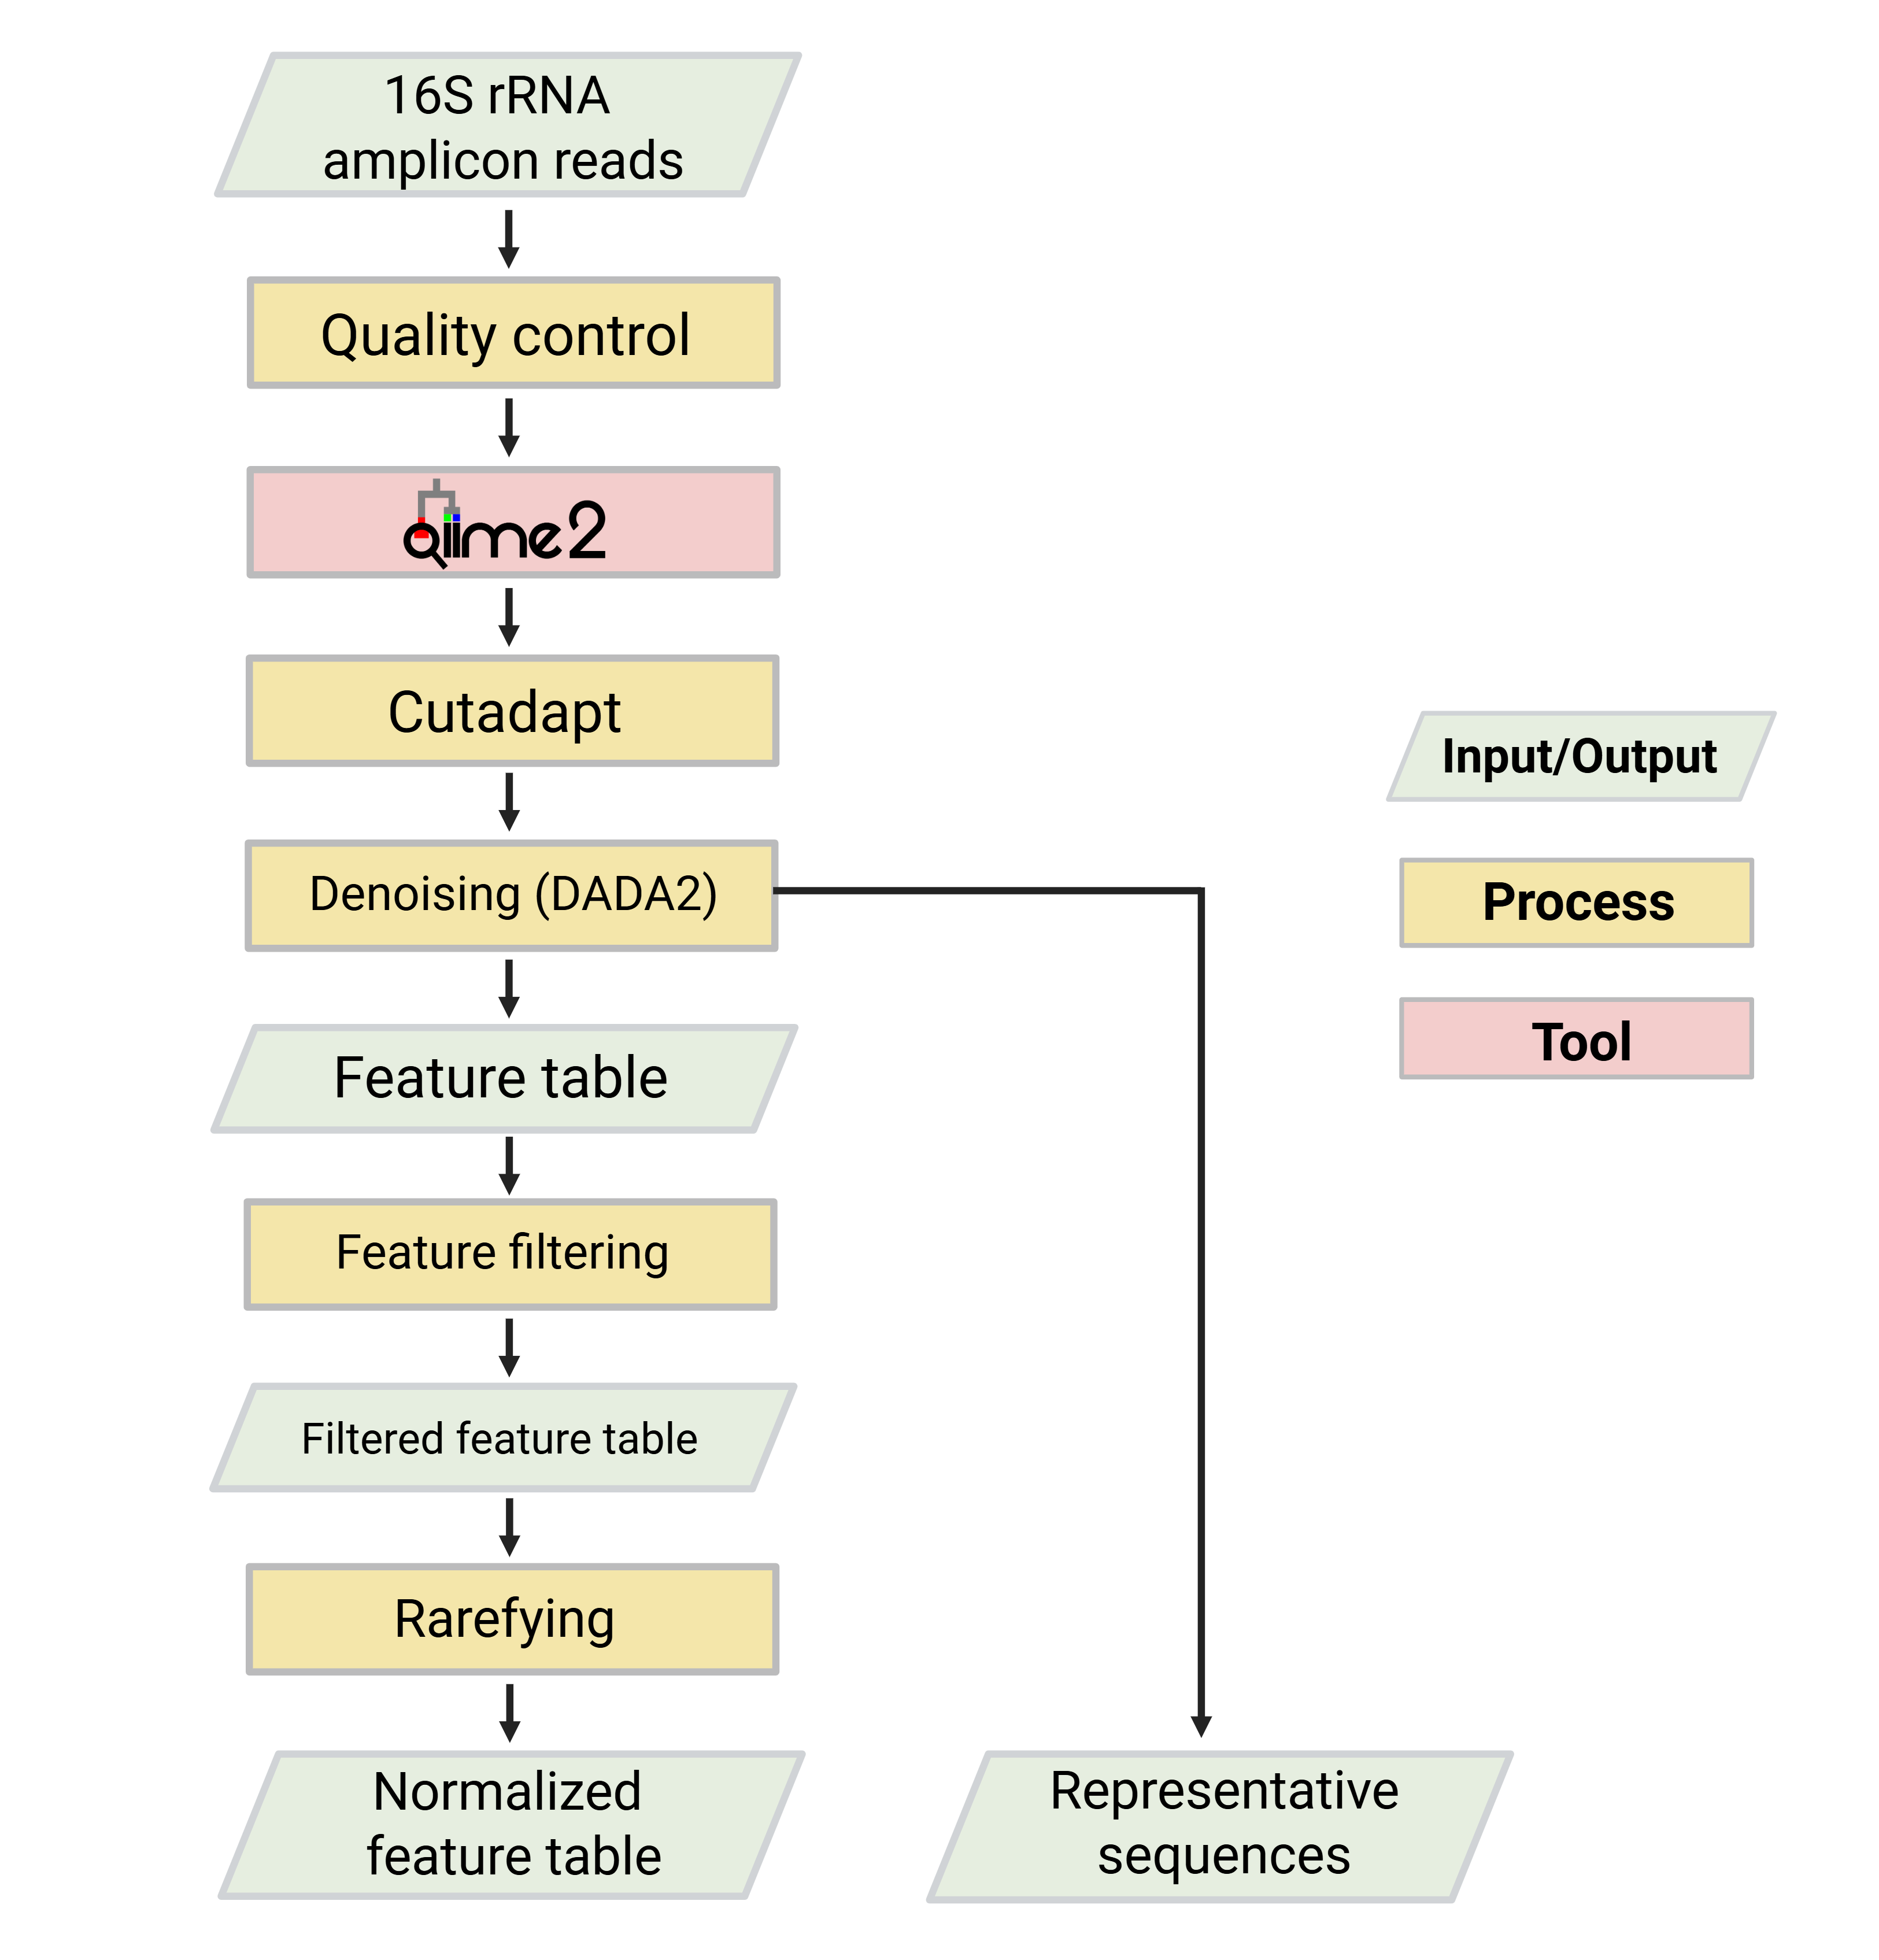 16S rRNA
amplicon reads
Quality control
qiime2
Cutadapt
Denoising (DADA2)
Feature table
Feature filtering
Filtered feature table
Rarefying
Normalized
feature table
Representative
sequences
Input/Output
Process
Tool